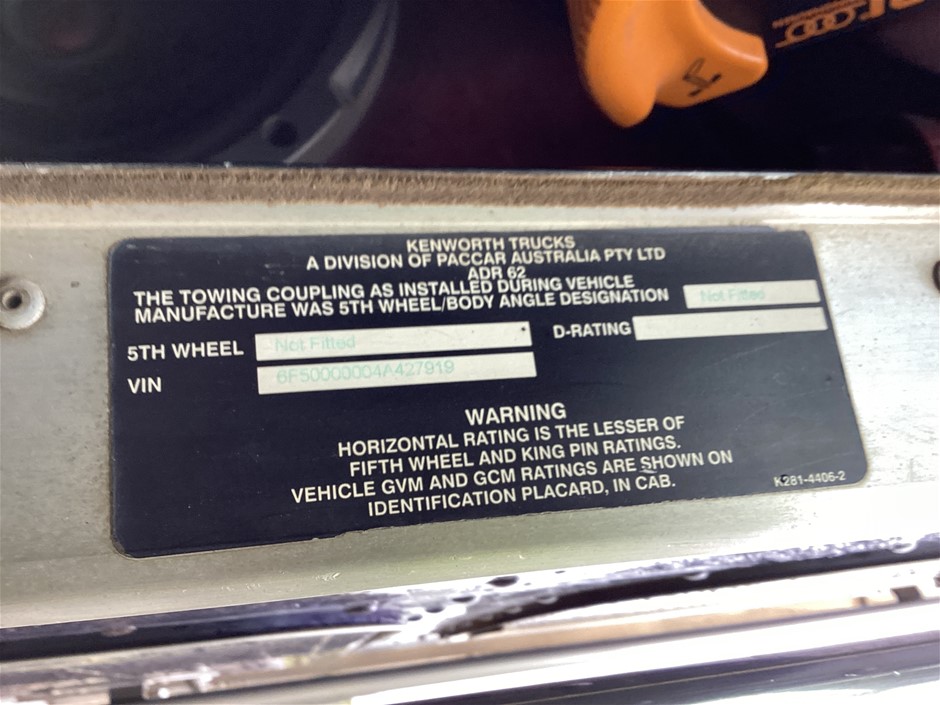 KENWORTH TRUCKS
A DIVISION OF PACCAR AUSTRALIA PTY LTD
ADR 62
THE TOWING COUPLING AS INSTALLED DURING VEHICLE
MANUFACTURE WAS 5TH WHEEL/BODY ANGLE DESIGNATION Not Fitted
5TH WHEEL Not Fitted D-RATING
VIN 6F50000004A427919
WARNING
HORIZONTAL RATING IS THE LESSER OF
FIFTH WHEEL AND KING PIN RATINGS.
VEHICLE GVM AND GCM RATINGS ARE SHOWN ON
IDENTIFICATION PLACARD, IN CAB.
K281-4406-2